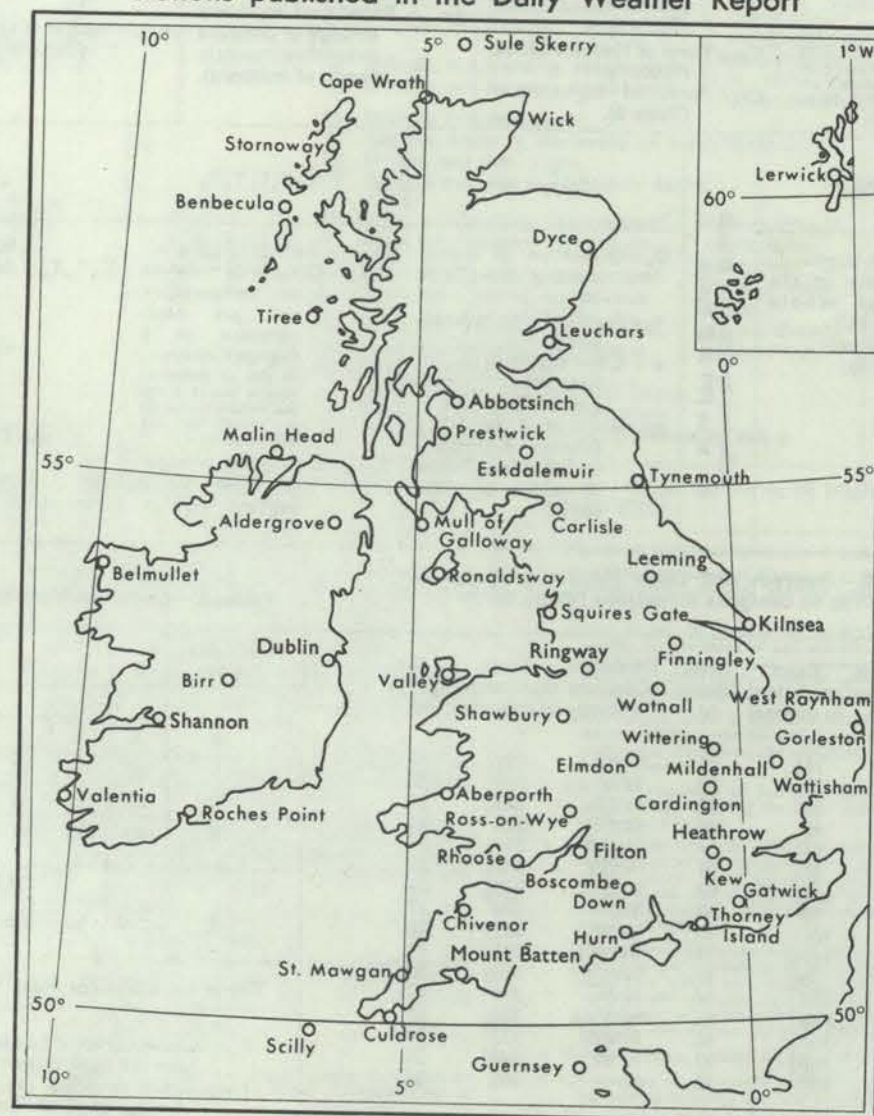 published in the Daily Weather Report
10°
5°
Sule Skerry
1° W
Cape Wrath
Wick
Stornoway
Lerwick
60°
Benbecula
Dyce
Tiree
Leuchars
0°
Abbotsinch
Malin Head
Prestwick
55°
Eskdalemuir
Tynemouth
55°
Aldergrove
Mull of
Galloway
Carlisle
Belmullet
Ronaldsway
Leeming
Squires Gate
Kilnsea
Dublin
Ringway
Finningley
Birr
Valley
Watnall
West Raynham
Shannon
Shawbury
Wittering
Gorleston
Elmdon
Mildenhall
Valentia
Aberporth
Cardington
Wattisham
Roches Point
Ross-on-Wye
Heathrow
Rhoose
Filton
Kew
Boscombe
Down
Gatwick
Chivenor
Hurn
Thorney
Island
Mount Batten
St. Mawgan
50°
50°
Scilly
Culdrose
Guernsey
10°
5°
0°